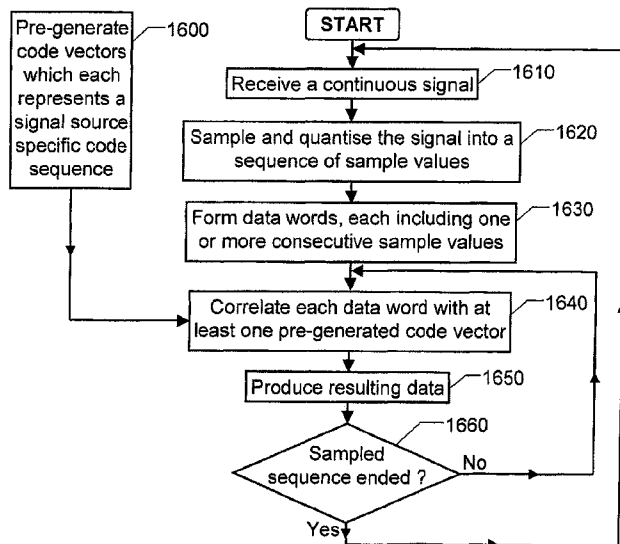 Pre-generate
code vectors
which each
represents a
signal source
specific code
sequence
1600
START
Receive a continuous signal
1610
Sample and quantise the signal into a
sequence of sample values
1620
Form data words, each including one
or more consecutive sample values
1630
Correlate each data word with at
least one pre-generated code vector
1640
Produce resulting data
1650
1660
Sampled
sequence ended ?
No
Yes